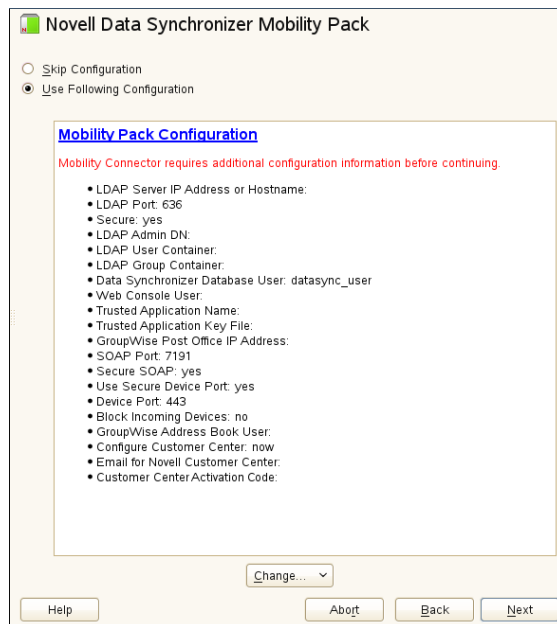 Novell Data Synchronizer Mobility Pack
Skip Configuration
Use Following Configuration
Mobility Pack Configuration
Mobility Connector requires additional configuration information before continuing.
• LDAP Server IP Address or Hostname:
• LDAP Port: 636
• Secure: yes
• LDAP Admin DN:
• LDAP User Container:
• LDAP Group Container:
• Data Synchronizer Database User: datasync_user
• Web Console User:
• Trusted Application Name:
• Trusted Application Key File:
• GroupWise Post Office IP Address:
• SOAP Port: 7191
• Secure SOAP: yes
• Use Secure Device Port: yes
• Device Port: 443
• Block Incoming Devices: no
• GroupWise Address Book User:
• Configure Customer Center: now
• Email for Novell Customer Center:
• Customer Center Activation Code:
Change...
Help Abort Back Next